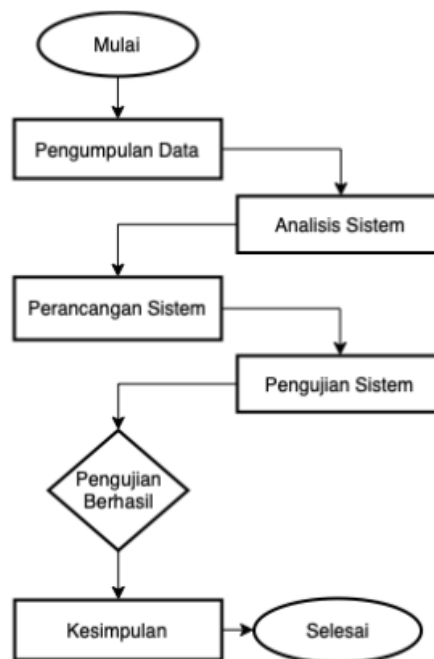 Mulai
Pengumpulan Data
Analisis Sistem
Perancangan Sistem
Pengujian Sistem
Pengujian
Berhasil
Kesimpulan
Selesai